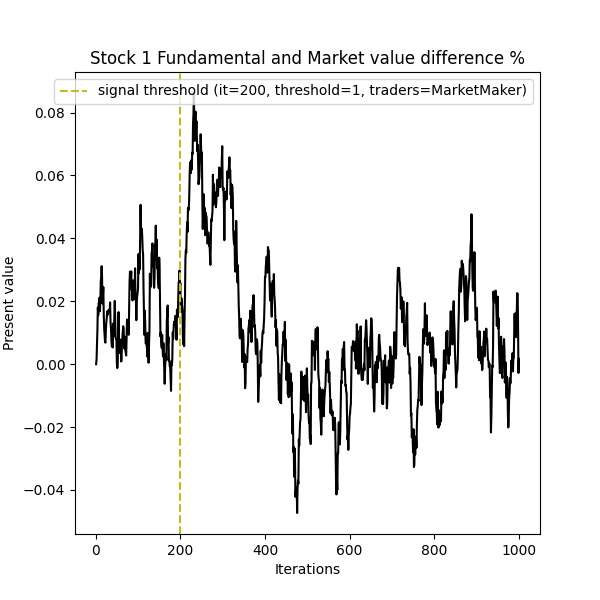 Stock 1 Fundamental and Market value difference %
signal threshold (it=200, threshold=1, traders=MarketMaker)
0.08
0.06
0.04
0.02
0.00
−0.02
−0.04
Present value
0 200 400 600 800 1000
Iterations